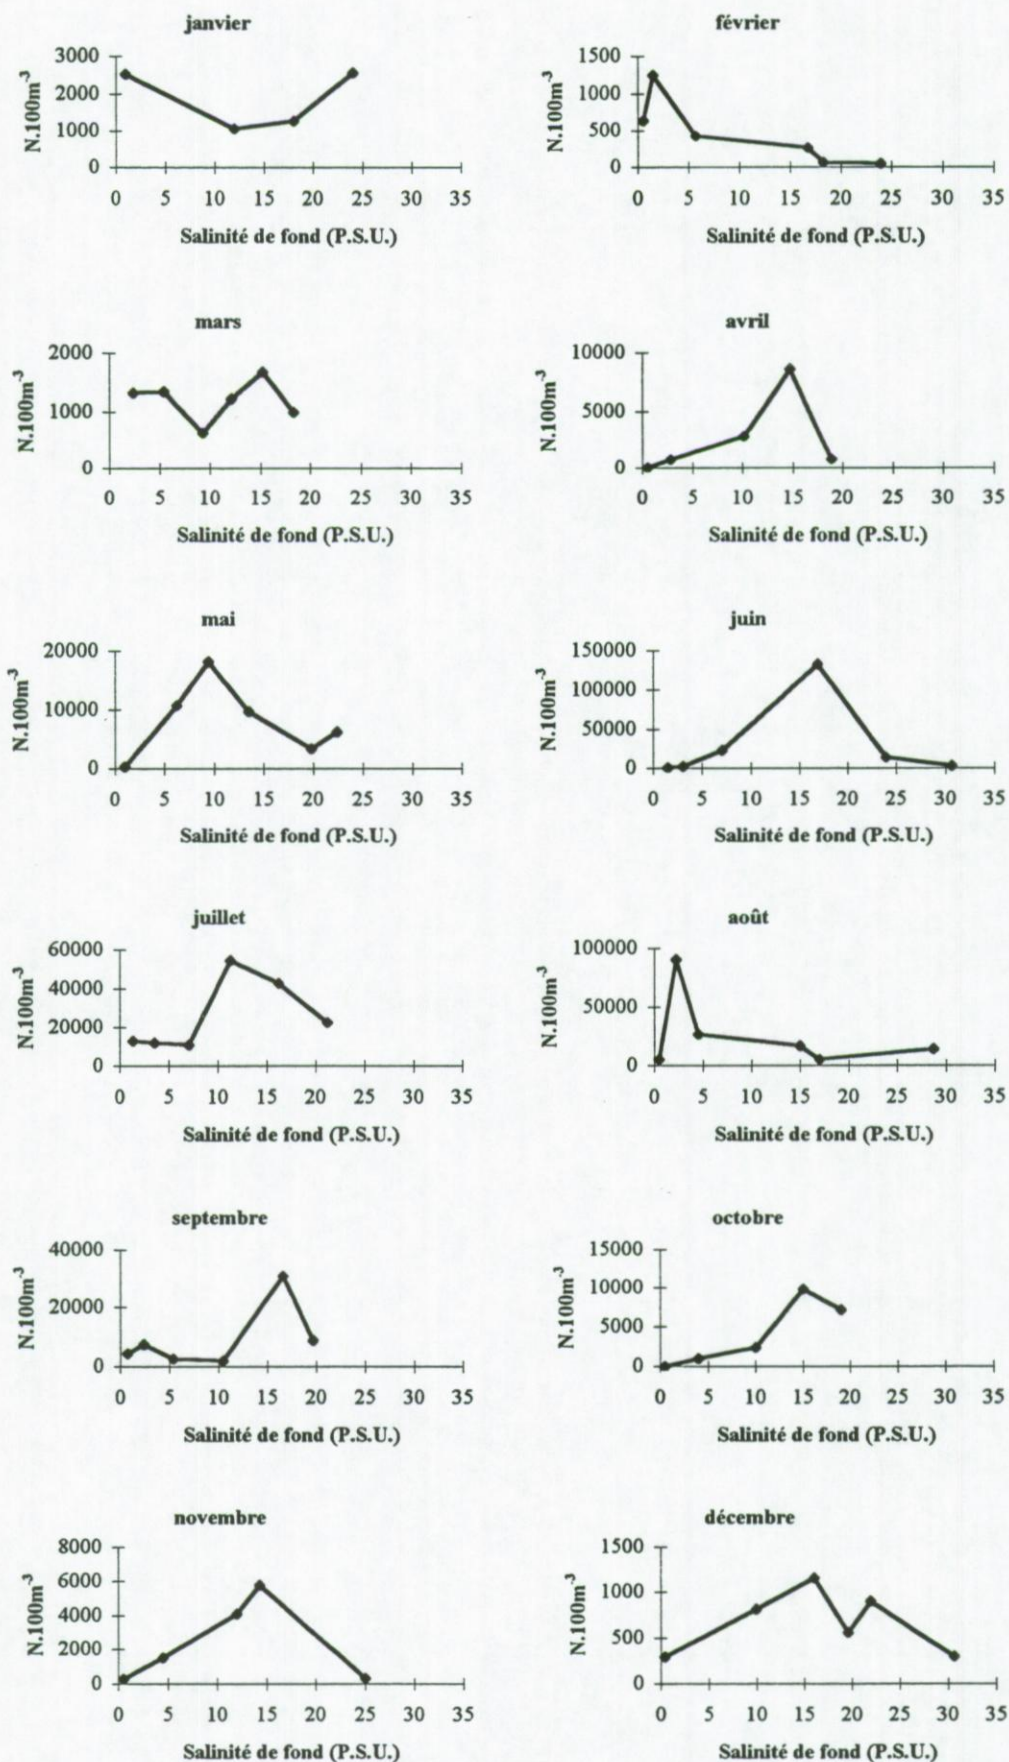 janvier
N.100m-3
3000
2000
1000
0
0 5 10 15 20 25 30 35
Salinité de fond (P.S.U.)
février
N.100m-3
1500
1000
500
0
0 5 10 15 20 25 30 35
Salinité de fond (P.S.U.)
mars
N.100m-3
2000
1000
0
0 5 10 15 20 25 30 35
Salinité de fond (P.S.U.)
avril
N.100m-3
10000
5000
0
0 5 10 15 20 25 30 35
Salinité de fond (P.S.U.)
mai
N.100m-3
20000
10000
0
0 5 10 15 20 25 30 35
Salinité de fond (P.S.U.)
juin
N.100m-3
150000
100000
50000
0
0 5 10 15 20 25 30 35
Salinité de fond (P.S.U.)
juillet
N.100m-3
60000
40000
20000
0
0 5 10 15 20 25 30 35
Salinité de fond (P.S.U.)
août
N.100m-3
100000
50000
0
0 5 10 15 20 25 30 35
Salinité de fond (P.S.U.)
septembre
N.100m-3
40000
20000
0
0 5 10 15 20 25 30 35
Salinité de fond (P.S.U.)
octobre
N.100m-3
15000
10000
5000
0
0 5 10 15 20 25 30 35
Salinité de fond (P.S.U.)
novembre
N.100m-3
8000
6000
4000
2000
0
0 5 10 15 20 25 30 35
Salinité de fond (P.S.U.)
décembre
N.100m-3
1500
1000
500
0
0 5 10 15 20 25 30 35
Salinité de fond (P.S.U.)